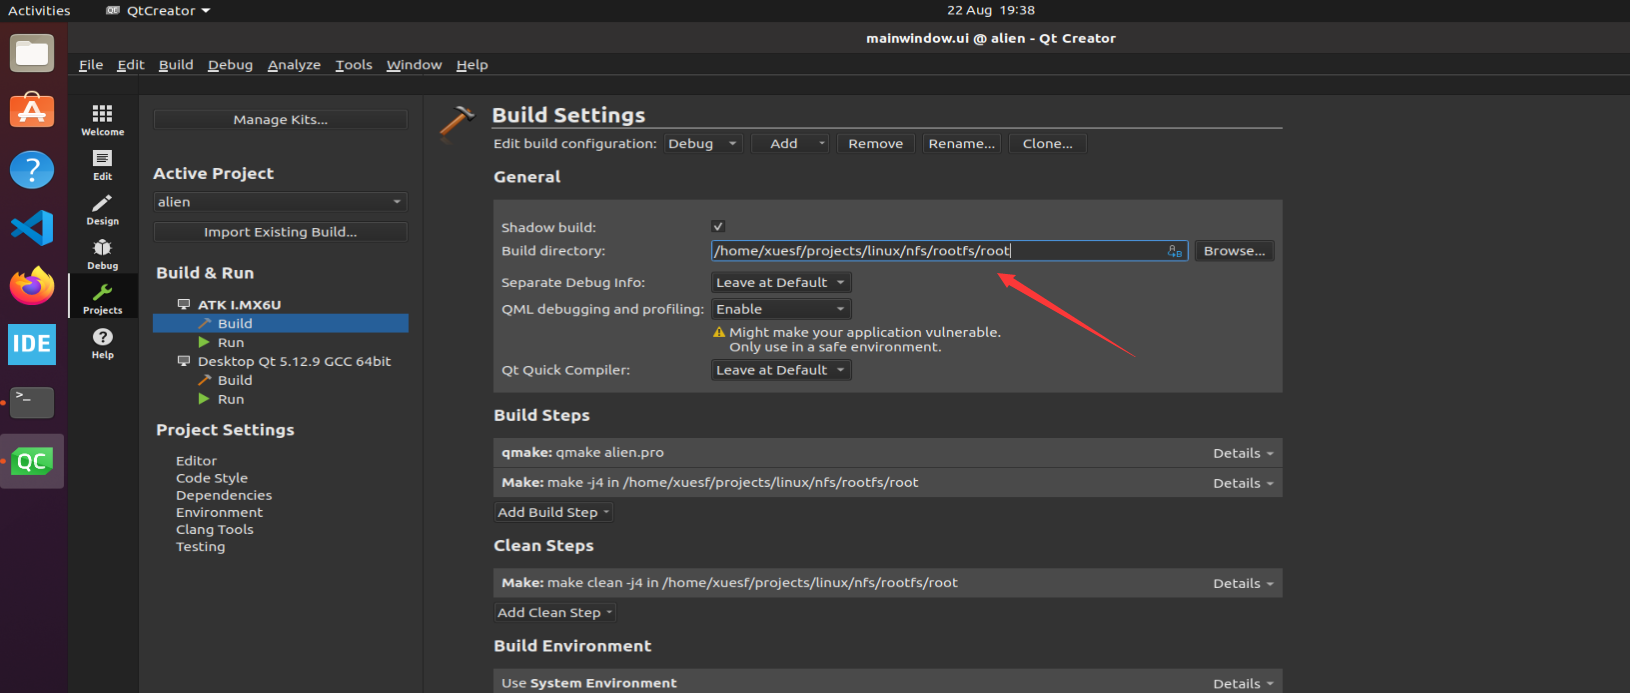 Activities
QtCreator
22 Aug 19:38
mainwindow.ui @ alien - Qt Creator
File Edit Build Debug Analyze Tools Window Help
Welcome
Edit
Design
Debug
Projects
Help
IDE
>_
QC
Manage Kits...
Active Project
alien
Import Existing Build...
Build & Run
ATK I.MX6U
Build
Run
Desktop Qt 5.12.9 GCC 64bit
Build
Run
Project Settings
Editor
Code Style
Dependencies
Environment
Clang Tools
Testing
Build Settings
Edit build configuration: Debug Add Remove Rename... Clone...
General
Shadow build:
Build directory: /home/xuesf/projects/linux/nfs/rootfs/root Browse...
Separate Debug Info: Leave at Default
QML debugging and profiling: Enable
Might make your application vulnerable.
Only use in a safe environment.
Qt Quick Compiler: Leave at Default
Build Steps
qmake: qmake alien.pro Details
Make: make -j4 in /home/xuesf/projects/linux/nfs/rootfs/root Details
Add Build Step
Clean Steps
Make: make clean -j4 in /home/xuesf/projects/linux/nfs/rootfs/root Details
Add Clean Step
Build Environment
Use System Environment Details